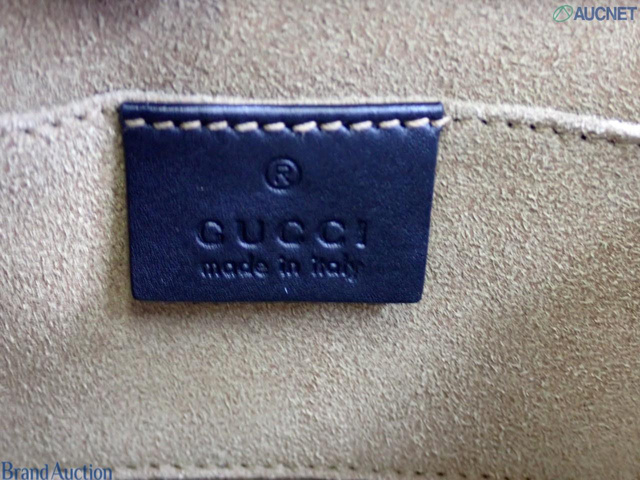 AUCNET
®
GUCCI
made in italy
Brand Auction